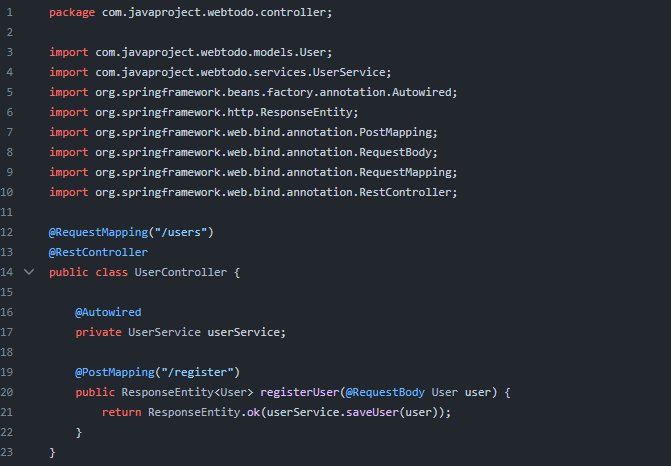 1 package com.javaproject.webtodo.controller;
2
3 import com.javaproject.webtodo.models.User;
4 import com.javaproject.webtodo.services.UserService;
5 import org.springframework.beans.factory.annotation.Autowired;
6 import org.springframework.http.ResponseEntity;
7 import org.springframework.web.bind.annotation.PostMapping;
8 import org.springframework.web.bind.annotation.RequestBody;
9 import org.springframework.web.bind.annotation.RequestMapping;
10 import org.springframework.web.bind.annotation.RestController;
11
12 @RequestMapping("/users")
13 @RestController
14 public class UserController {
15
16     @Autowired
17     private UserService userService;
18
19     @PostMapping("/register")
20     public ResponseEntity<User> registerUser(@RequestBody User user) {
21         return ResponseEntity.ok(userService.saveUser(user));
22     }
23 }